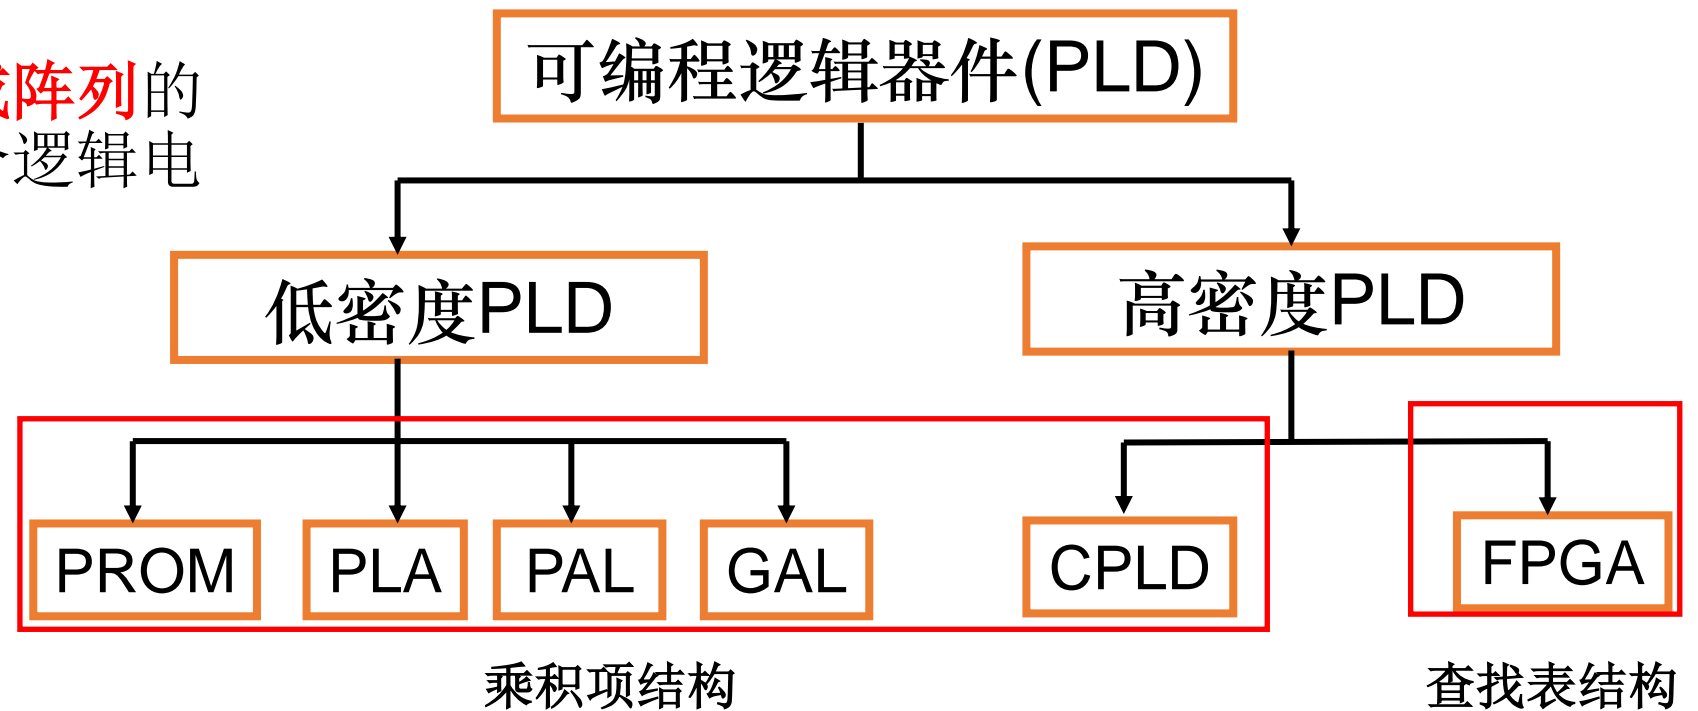 可编程逻辑器件(PLD)
阵列的
逻辑电
低密度PLD
高密度PLD
PROM
PLA
PAL
GAL
CPLD
FPGA
乘积项结构
查找表结构